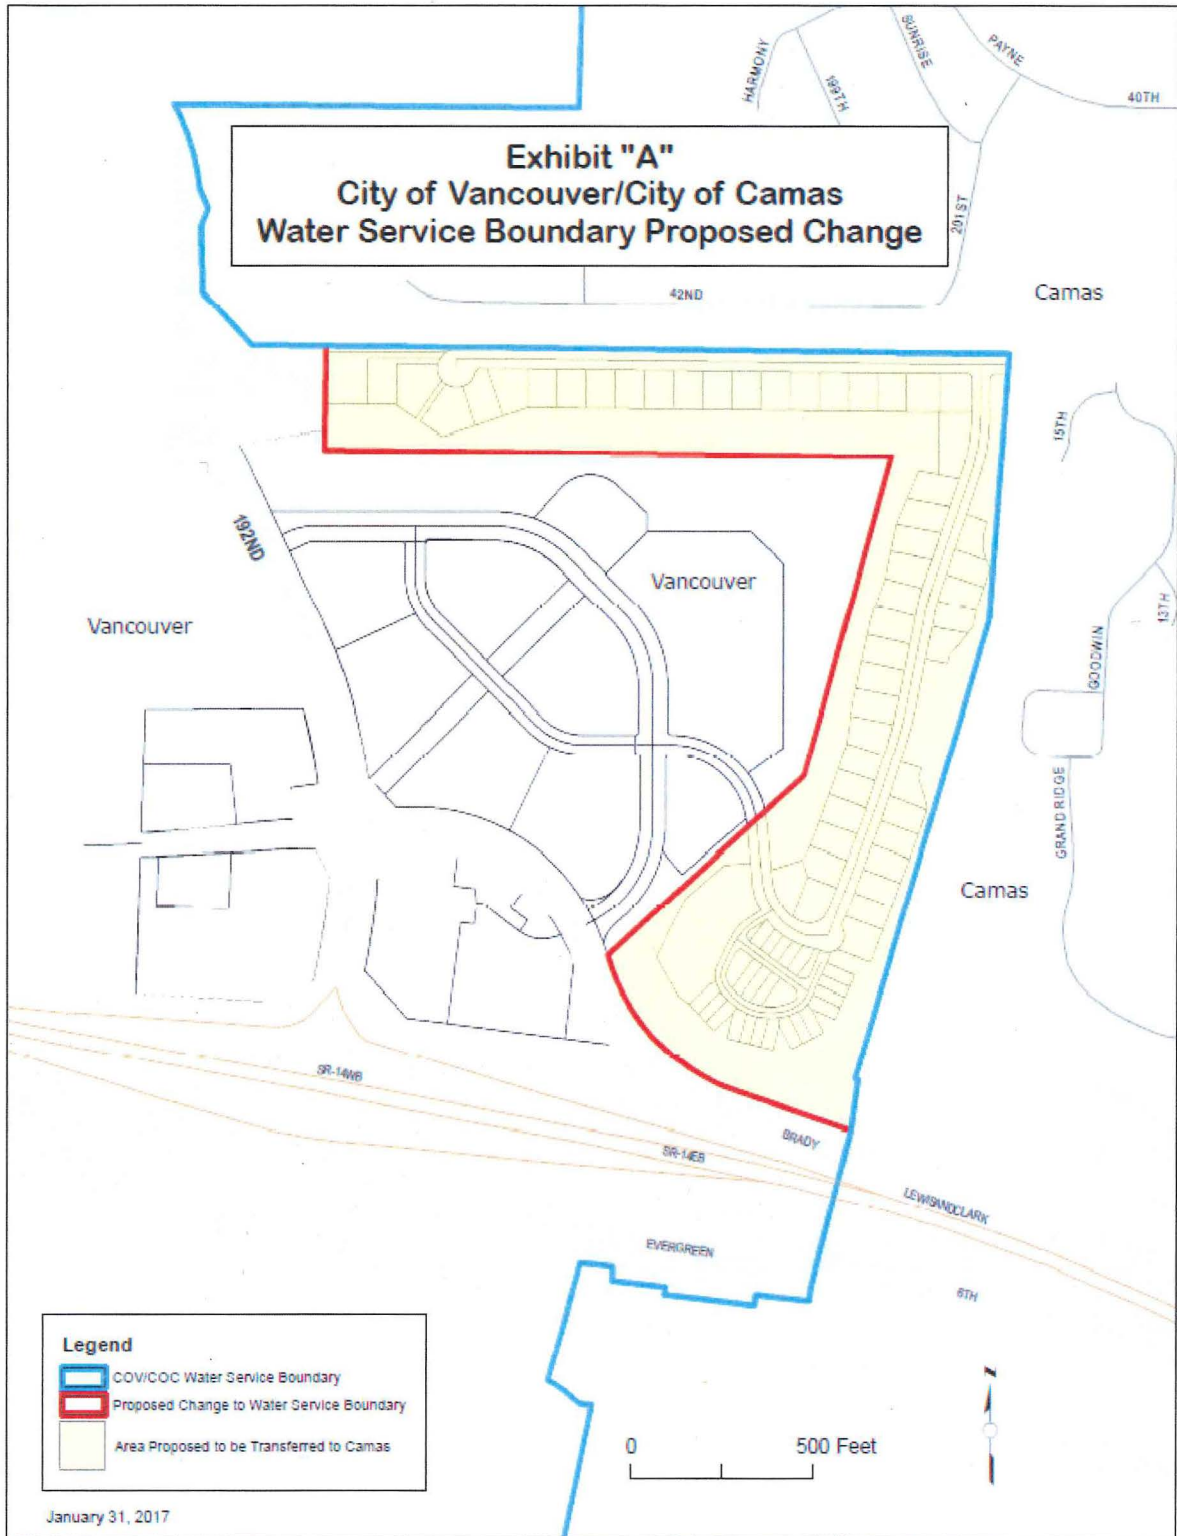 HARMONY
199TH
SUNRISE
PAYNE
40TH
Exhibit "A"
City of Vancouver/City of Camas
Water Service Boundary Proposed Change
201ST
42ND
Camas
15TH
192ND
Vancouver
Vancouver
13TH
GOODWIN
GRAND RIDGE
Camas
SR-14WB
BRADY
SR-14EB
LEWISANDCLARK
EVERGREEN
6TH
Legend
COV/COC Water Service Boundary
Proposed Change to Water Service Boundary
Area Proposed to be Transferred to Camas
0 500 Feet
January 31, 2017